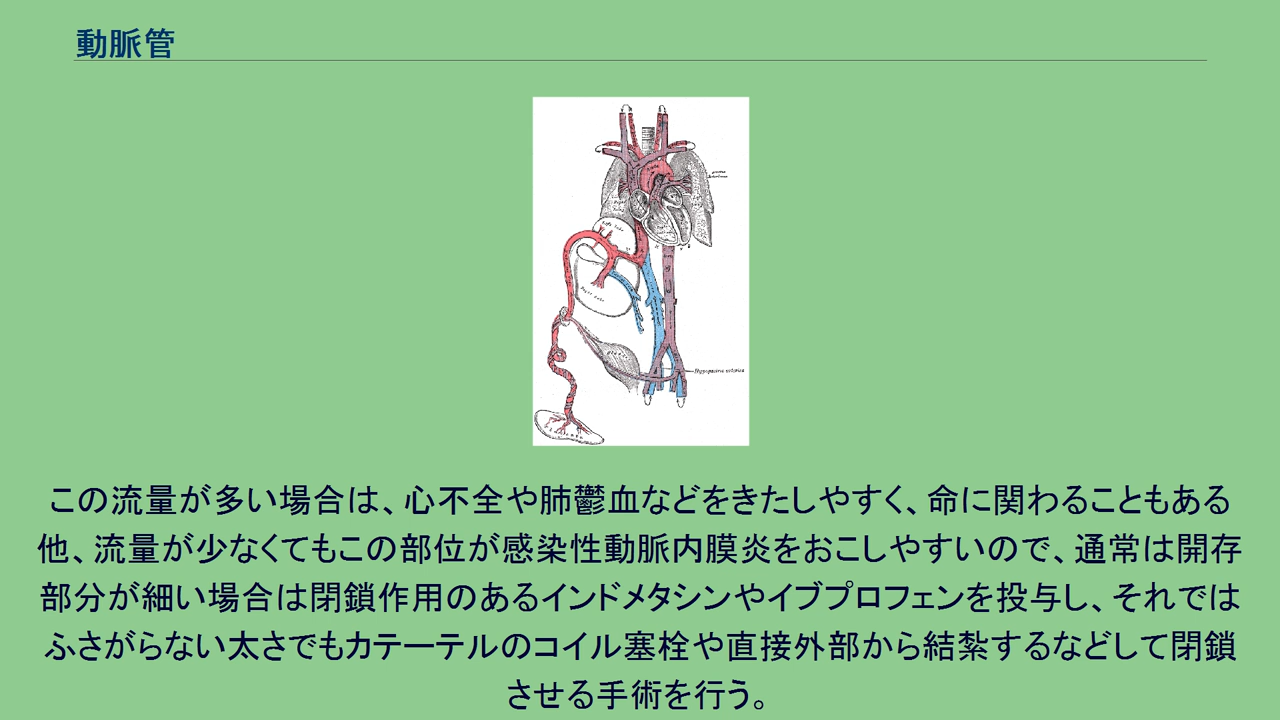 動脈管
この流量が多い場合は、心不全や肺鬱血などをきたしやすく、命に関わることもある
他、流量が少なくてもこの部位が感染性動脈内膜炎をおこしやすいので、通常は開存
部分が細い場合は閉鎖作用のあるインドメタシンやイブプロフェンを投与し、それでは
ふさがらない太さでもカテーテルのコイル塞栓や直接外部から結紮するなどして閉鎖
させる手術を行う。